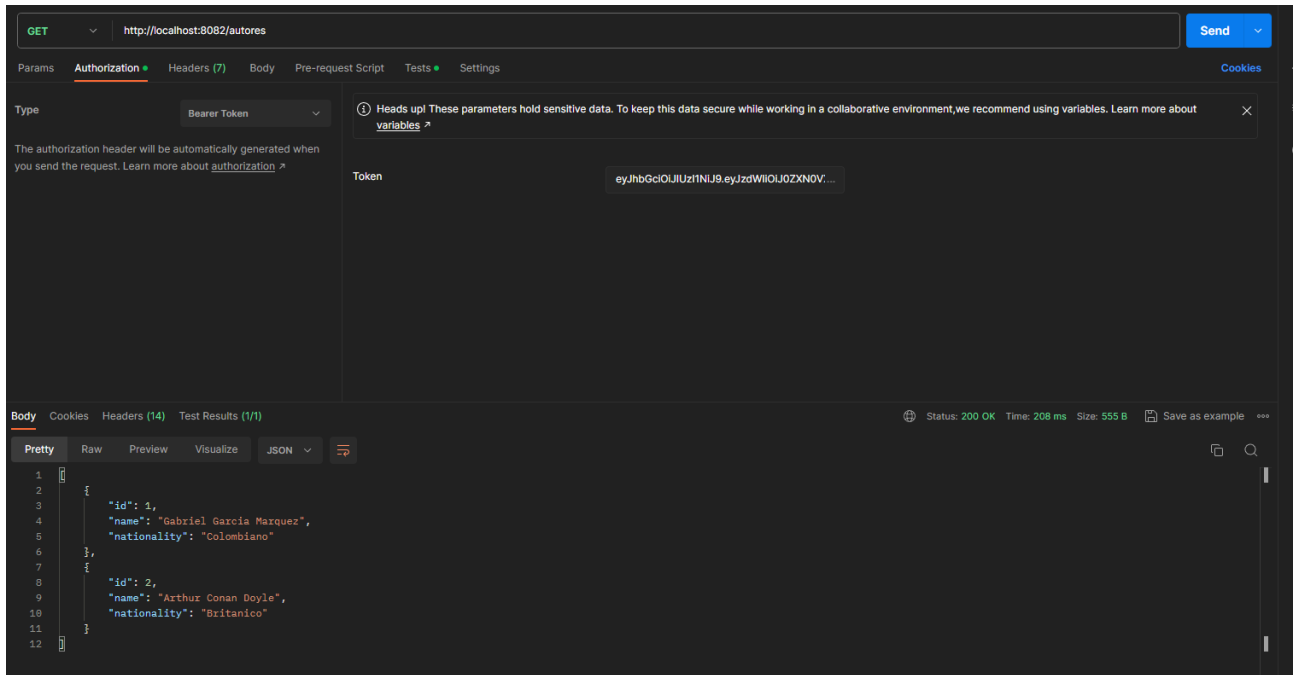 GET http://localhost:8082/autores Send
Params Authorization Headers (7) Body Pre-request Script Tests Settings Cookies
Type Bearer Token
The authorization header will be automatically generated when
you send the request. Learn more about authorization ↗
Heads up! These parameters hold sensitive data. To keep this data secure while working in a collaborative environment,we recommend using variables. Learn more about
variables ↗
Token eyJhbGciOiJIUzI1NiJ9.eyJzdWIiOiJ0ZXN0V...
Body Cookies Headers (14) Test Results (1/1) Status: 200 OK Time: 208 ms Size: 555 B Save as example
Pretty Raw Preview Visualize JSON
1 [
2 {
3 "id": 1,
4 "name": "Gabriel Garcia Marquez",
5 "nationality": "Colombiano"
6 },
7 {
8 "id": 2,
9 "name": "Arthur Conan Doyle",
10 "nationality": "Britanico"
11 }
12 ]